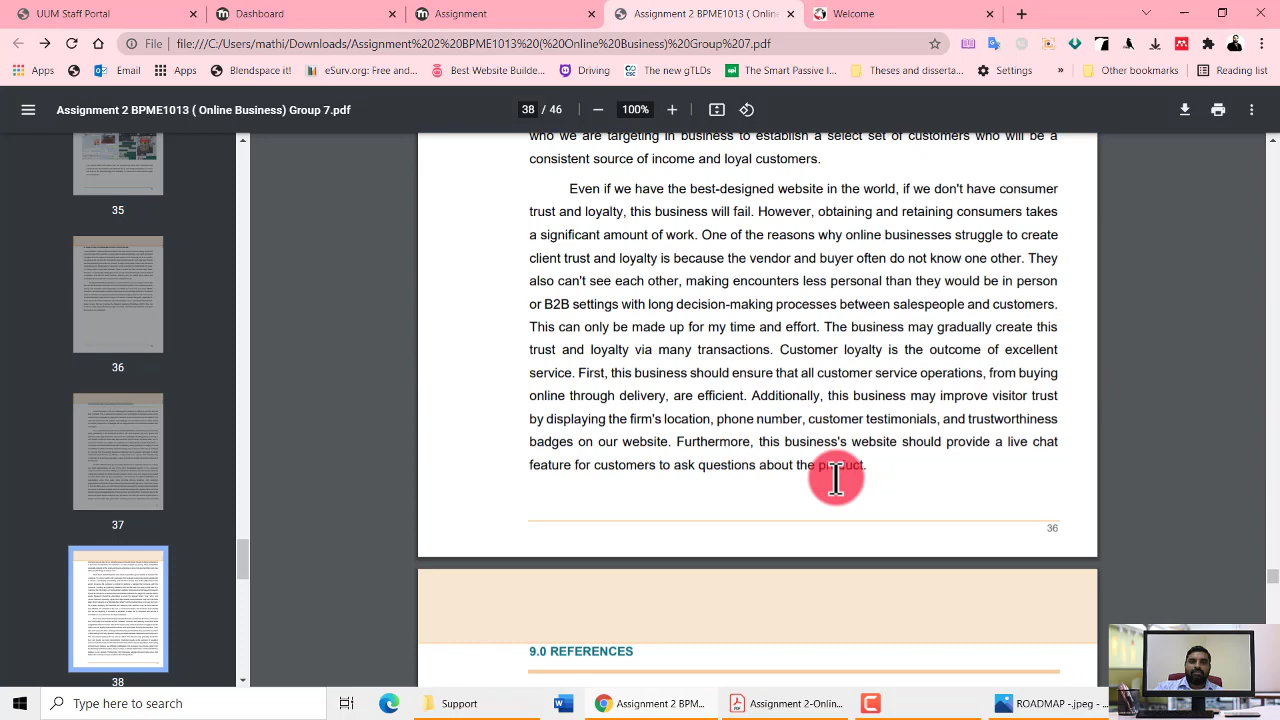 UUM Staff Portal
Dashboard
Assignment
Assignment 2 BPME1013 ( Online
Welcome
File
file:///C:/Users/math/Downloads/Assignment%202%20BPME1013%20(Online%20Business)%20Group%207.pdf
Apps
Email
Apps
Blendspace it!
eSourcing: Free and...
Best Website Builde...
Driving
The new gTLDs
The Smart Passive I...
Thesis disserta...
Settings
»
Other bookmarks
Reading list
Assignment 2 BPME1013 ( Online Business) Group 7.pdf
38 / 46
100%
who we are targeting in business to establish a select set of customers who will be a
consistent source of income and loyal customers.
Even if we have the best-designed website in the world, if we don't have consumer
trust and loyalty, this business will fail. However, obtaining and retaining consumers takes
a significant amount of work. One of the reasons why online businesses struggle to create
client trust and loyalty is because the vendor and buyer often do not know one other. They
also can't see each other, making encounters less personal than they would be in person
or B2B settings with long decision-making processes between salespeople and customers.
This can only be made up for my time and effort. The business may gradually create this
trust and loyalty via many transactions. Customer loyalty is the outcome of excellent
service. First, this business should ensure that all customer service operations, from buying
online through delivery, are efficient. Additionally, this business may improve visitor trust
by displaying the firm's location, phone number, customer testimonials, and trustworthiness
badges on our website. Furthermore, this business's website should provide a live chat
feature for customers to ask questions about the product.
36
9.0 REFERENCES
35
36
37
38
Type here to search
Assignment 2 BPM...
Assignment 2-Onlin...
ROADMAP -.jpeg -...